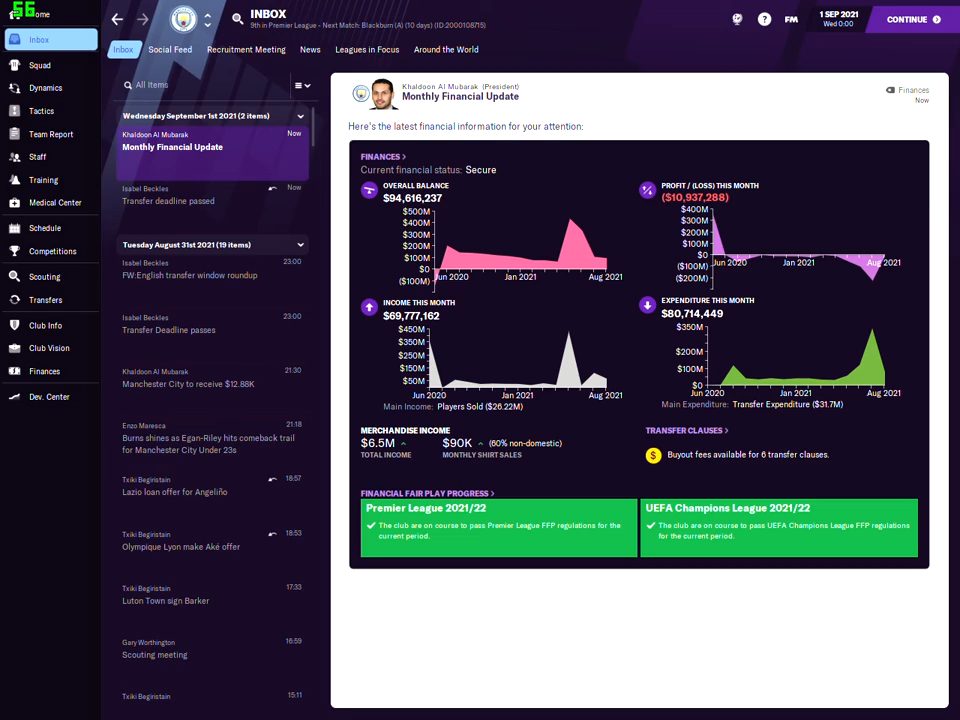 56
ome
INBOX
9th in Premier League - Next Match: Blackburn (A) (10 days) (ID:2000108715)
FM
1 SEP 2021
Wed 0:00
CONTINUE
Inbox
Squad
Dynamics
Tactics
Team Report
Staff
Training
Medical Center
Schedule
Competitions
Scouting
Transfers
Club Info
Club Vision
Finances
Dev. Center
Inbox
Social Feed
Recruitment Meeting
News
Leagues in Focus
Around the World
All Items
Wednesday September 1st 2021 (2 items)
Khaldoon Al Mubarak
Now
Monthly Financial Update
Isabel Beckles
Now
Transfer deadline passed
Tuesday August 31st 2021 (19 items)
Isabel Beckles
23:00
FW:English transfer window roundup
Isabel Beckles
23:00
Transfer Deadline passes
Khaldoon Al Mubarak
21:30
Manchester City to receive $12.88K
Enzo Maresca
21:18
Burns shines as Egan-Riley hits comeback trail
for Manchester City Under 23s
Txiki Begiristain
18:57
Lazio loan offer for Angeliño
Txiki Begiristain
18:53
Olympique Lyon make Aké offer
Txiki Begiristain
17:33
Luton Town sign Barker
Gary Worthington
16:59
Scouting meeting
Txiki Begiristain
15:11
Khaldoon Al Mubarak (President)
Monthly Financial Update
Finances
Now
Here's the latest financial information for your attention:
FINANCES
Current financial status: Secure
OVERALL BALANCE
$94,616,237
$500M
$400M
$300M
$200M
$100M
$0
($100M)
Jun 2020
Jan 2021
Aug 2021
PROFIT / (LOSS) THIS MONTH
($10,937,288)
$400M
$300M
$200M
$100M
$0
($100M)
($200M)
Jun 2020
Jan 2021
Aug 2021
INCOME THIS MONTH
$69,777,162
$450M
$350M
$250M
$150M
$50M
Jun 2020
Jan 2021
Aug 2021
Main Income: Players Sold ($26.22M)
EXPENDITURE THIS MONTH
$80,714,449
$350M
$200M
$100M
$0
Jun 2020
Jan 2021
Aug 2021
Main Expenditure: Transfer Expenditure ($31.7M)
MERCHANDISE INCOME
$6.5M
$90K
(60% non-domestic)
TOTAL INCOME
MONTHLY SHIRT SALES
TRANSFER CLAUSES
$
Buyout fees available for 6 transfer clauses.
FINANCIAL FAIR PLAY PROGRESS
Premier League 2021/22
The club are on course to pass Premier League FFP regulations for the
current period.
UEFA Champions League 2021/22
The club are on course to pass UEFA Champions League FFP regulations
for the current period.